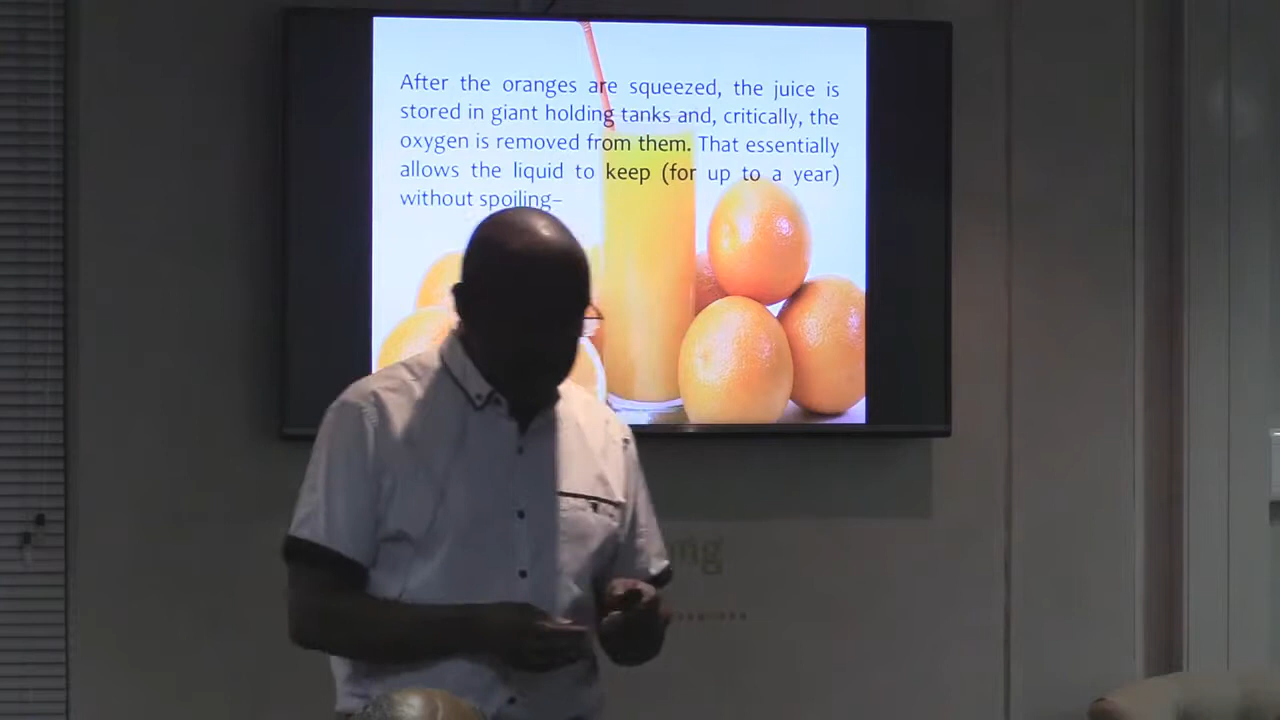 After the oranges are squeezed, the juice is
stored in giant holding tanks and, critically, the
oxygen is removed from them. That essentially
allows the liquid to keep (for up to a year)
without spoiling–